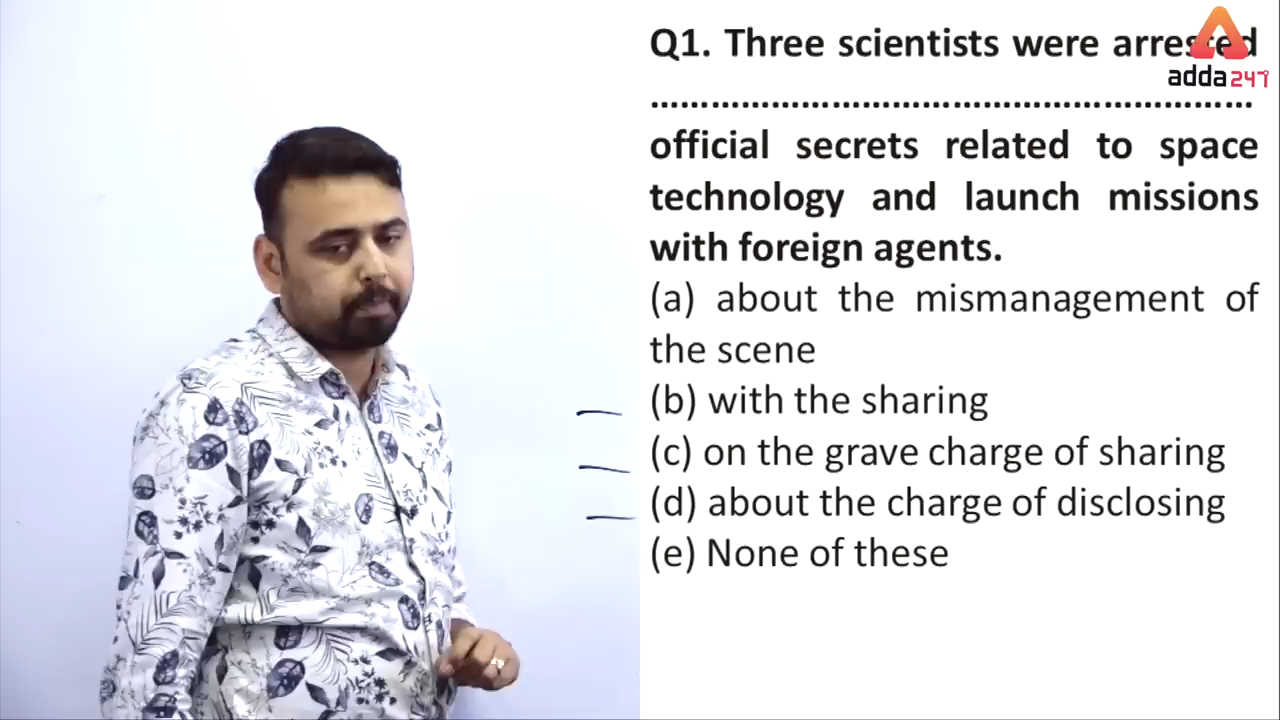 Q1. Three scientists were arrested
adda247
............................................................
official secrets related to space
technology and launch missions
with foreign agents.
(a) about the mismanagement of
the scene
(b) with the sharing
(c) on the grave charge of sharing
(d) about the charge of disclosing
(e) None of these